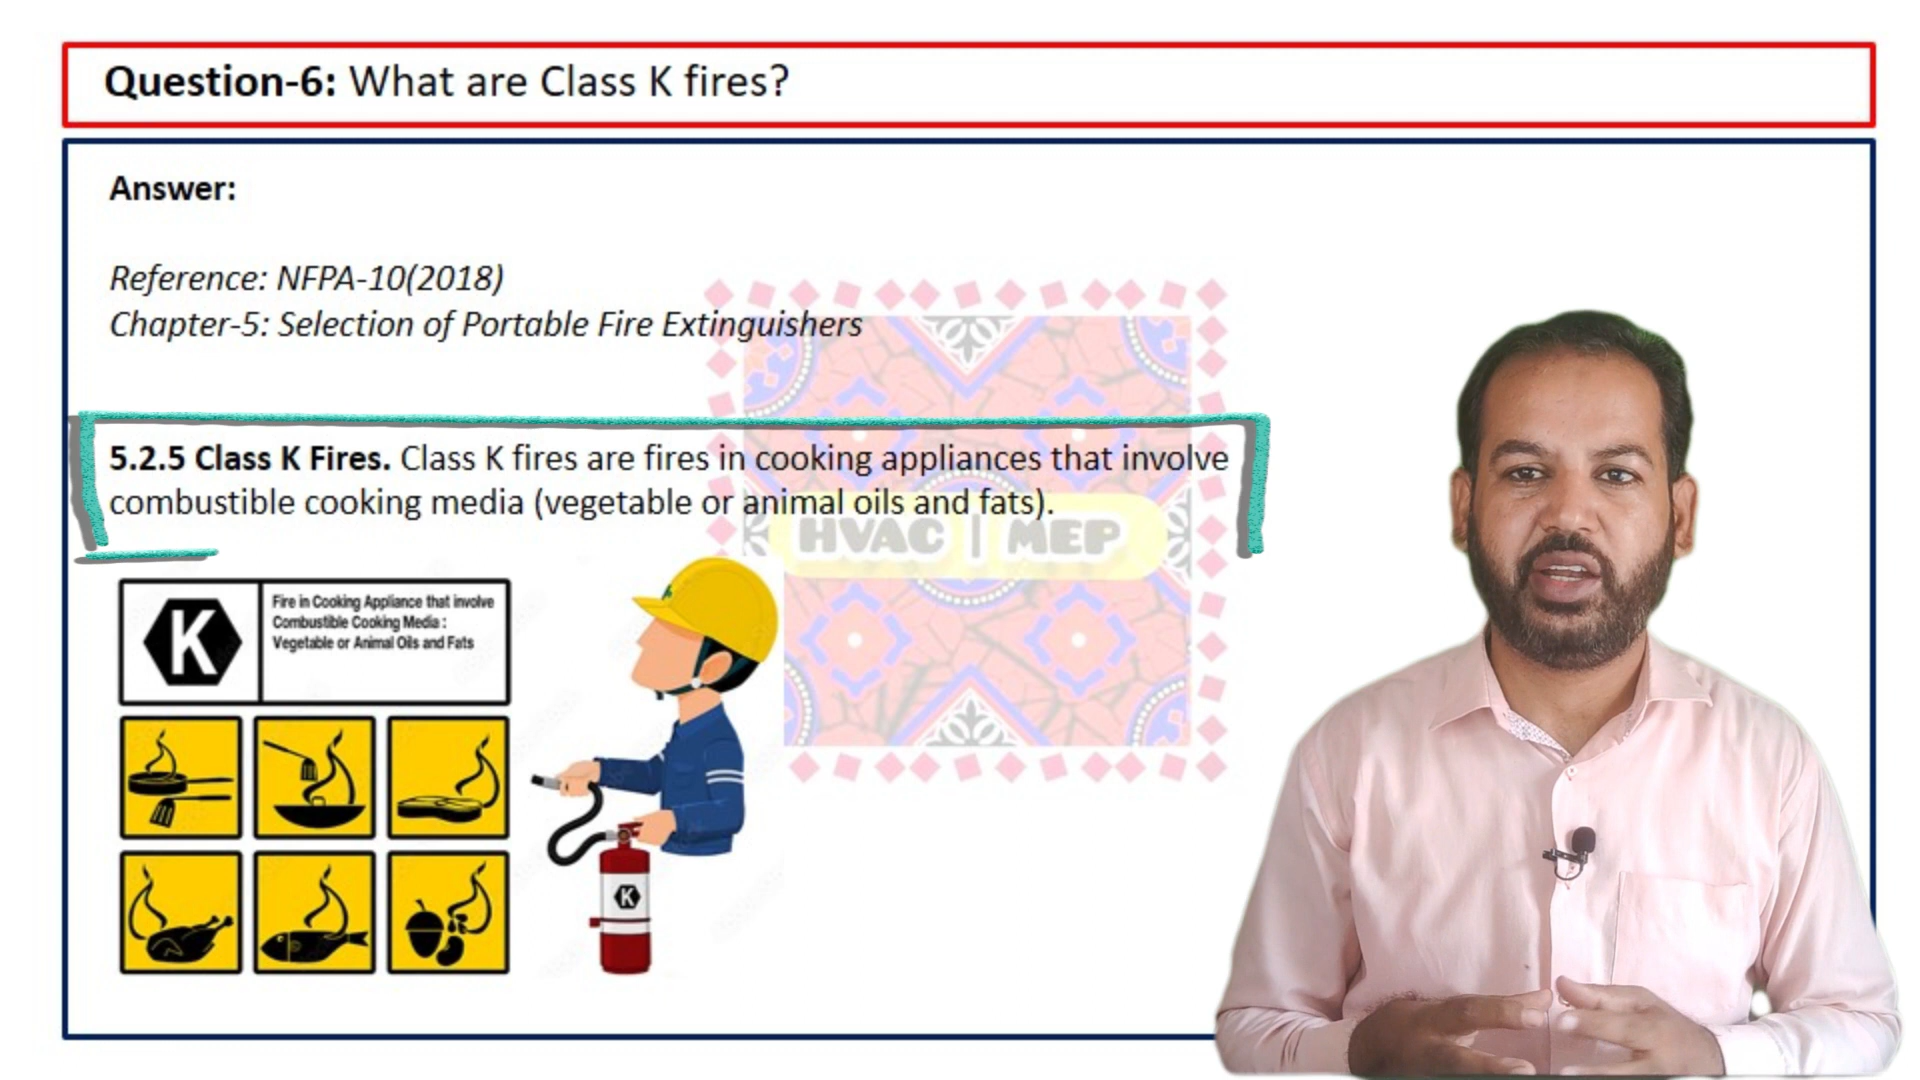 Question-6: What are Class K fires?
Answer:
Reference: NFPA-10(2018)
Chapter-5: Selection of Portable Fire Extinguishers
5.2.5 Class K Fires. Class K fires are fires in cooking appliances that involve
combustible cooking media (vegetable or animal oils and fats).
HVAC | MEP
K
Fire in Cooking Appliance that involve
Combustible Cooking Media :
Vegetable or Animal Oils and Fats
K